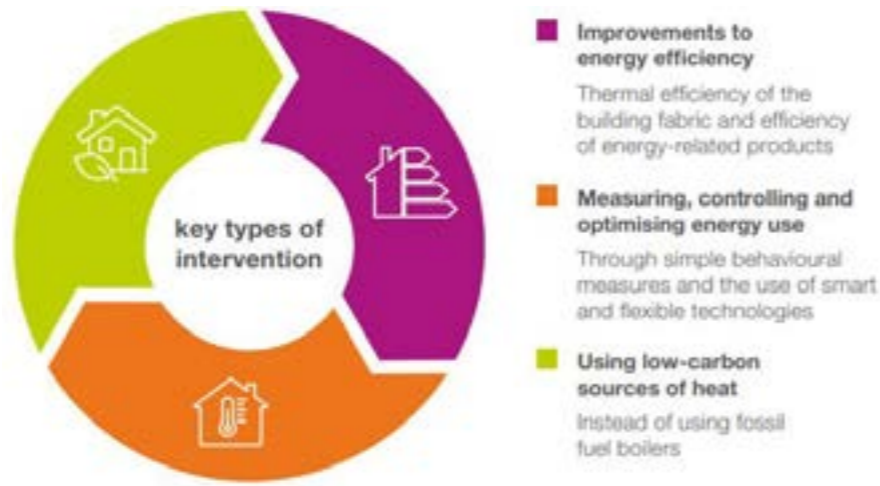 key types of
intervention
Improvements to
energy efficiency
Thermal efficiency of the
building fabric and efficiency
of energy-related products
Measuring, controlling and
optimising energy use
Through simple behavioural
measures and the use of smart
and flexible technologies
Using low-carbon
sources of heat
Instead of using fossil
fuel boilers